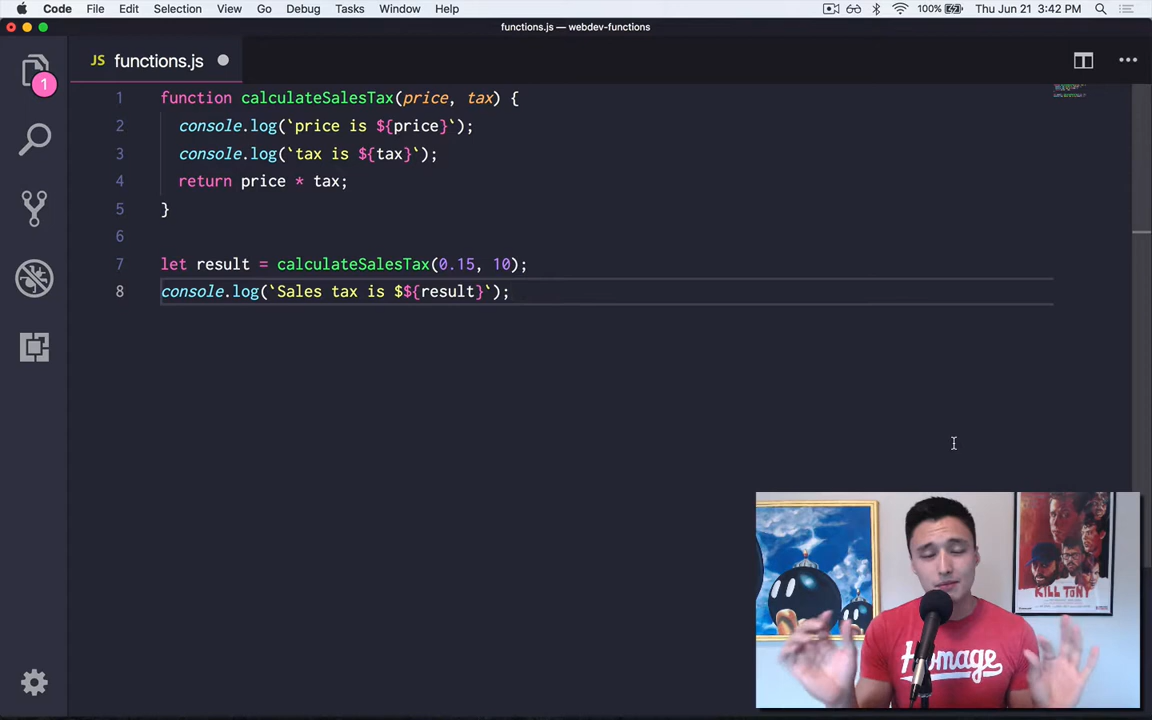 Code File Edit Selection View Go Debug Tasks Window Help 100% Thu Jun 21 3:42 PM
functions.js — webdev-functions
JS functions.js
1
1 function calculateSalesTax(price, tax) {
2 console.log(`price is ${price}`);
3 console.log(`tax is ${tax}`);
4 return price * tax;
5 }
6
7 let result = calculateSalesTax(0.15, 10);
8 console.log(`Sales tax is $${result}`);
KILL TONY
Homage